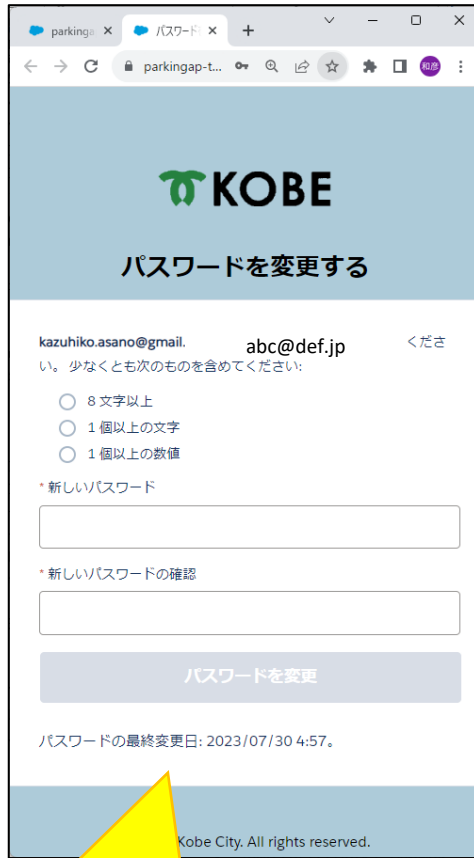 parkinga
パスワード
parkingap-t...
和彦
KOBE
パスワードを変更する
kazuhiko.asano@gmail. abc@def.jp くださ
い。 少なくとも次のものを含めてください:
8 文字以上
1 個以上の文字
1 個以上の数値
* 新しいパスワード
* 新しいパスワードの確認
パスワードを変更
パスワードの最終変更日: 2023/07/30 4:57。
Kobe City. All rights reserved.